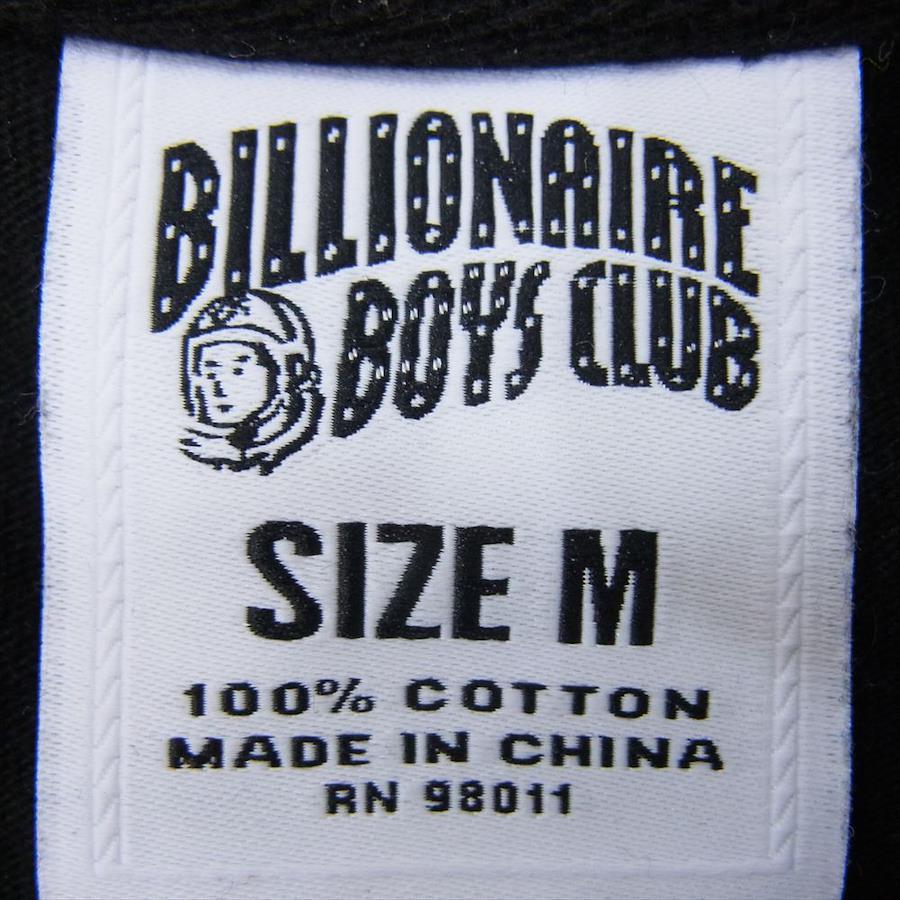 BILLIONAIRE
BOYS CLUB
SIZE M
100% COTTON
MADE IN CHINA
RN 98011